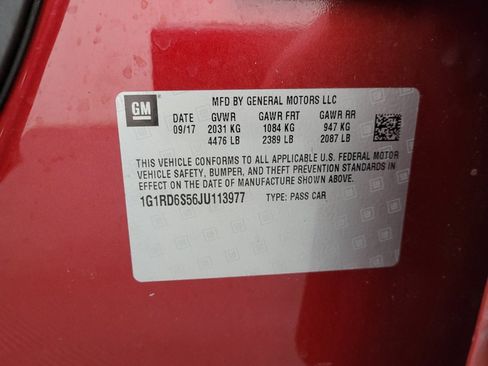 GM
MFD BY GENERAL MOTORS LLC
DATE GVWR GAWR FRT GAWR RR
09/17 2031 KG 1084 KG 947 KG
4476 LB 2389 LB 2087 LB
THIS VEHICLE CONFORMS TO ALL APPLICABLE U.S. FEDERAL MOTOR
VEHICLE SAFETY, BUMPER, AND THEFT PREVENTION STANDARDS IN
EFFECT ON THE DATE OF MANUFACTURE SHOWN ABOVE.
1G1RD6S56JU113977 TYPE: PASS CAR